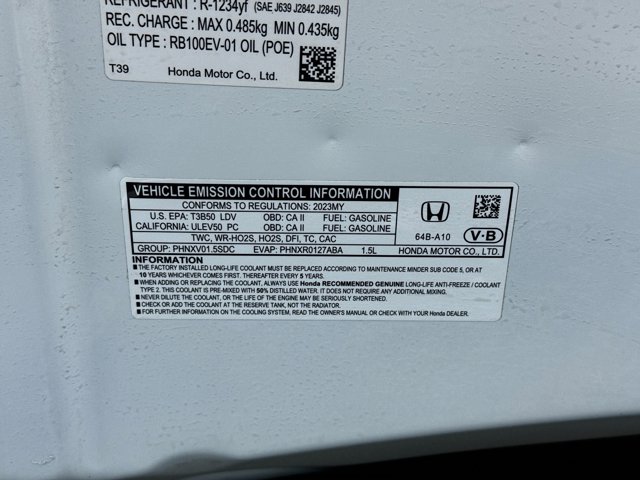 REFRIGERANT : R-1234yf (SAE J639 J2842 J2845)
REC. CHARGE : MAX 0.485kg MIN 0.435kg
OIL TYPE : RB100EV-01 OIL (POE)
T39 Honda Motor Co., Ltd.
VEHICLE EMISSION CONTROL INFORMATION
CONFORMS TO REGULATIONS: 2023MY
U.S. EPA: T3B50 LDV OBD: CA II FUEL: GASOLINE
CALIFORNIA: ULEV50 PC OBD: CA II FUEL: GASOLINE
TWC, WR-HO2S, HO2S, DFI, TC, CAC
GROUP: PHNXV01.5SDC EVAP: PHNXR0127ABA 1.5L
64B-A10 V-B
HONDA MOTOR CO., LTD.
INFORMATION
■ THE FACTORY INSTALLED LONG-LIFE COOLANT MUST BE REPLACED ACCORDING TO MAINTENANCE MINDER SUB CODE 5, OR AT
10 YEARS WHICHEVER COMES FIRST. THEREAFTER EVERY 5 YEARS.
■ WHEN ADDING OR REPLACING THE COOLANT, ALWAYS USE Honda RECOMMENDED GENUINE LONG-LIFE ANTI-FREEZE / COOLANT
TYPE 2. THIS COOLANT IS PRE-MIXED WITH 50% DISTILLED WATER. IT DOES NOT REQUIRE ANY ADDITIONAL MIXING.
■ UNLESS DILUTE THE COOLANT, OR THE LIFE OF THE ENGINE MAY BE SERIOUSLY SHORTENED.
■ CHECK OR ADD THE COOLANT AT THE RESERVE TANK, NOT THE RADIATOR.
■ FOR FURTHER INFORMATION ON THE COOLING SYSTEM, READ THE OWNER'S MANUAL OR CHECK WITH YOUR Honda DEALER.